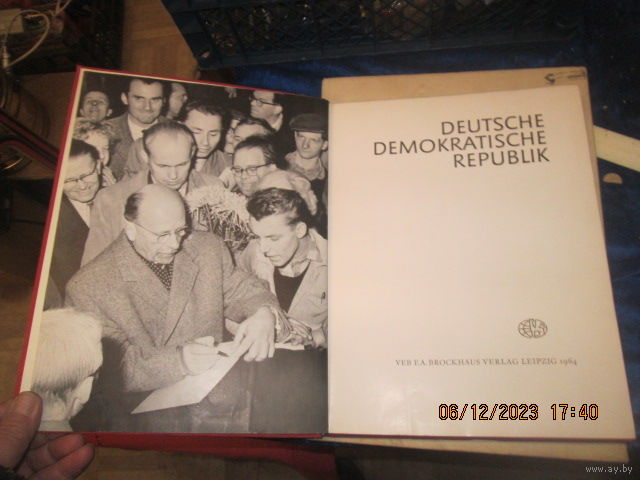 DEUTSCHE
DEMOKRATISCHE
REPUBLIK
VEB F.A. BROCKHAUS VERLAG LEIPZIG 1964
06/12/2023 17:40
www.ay.by